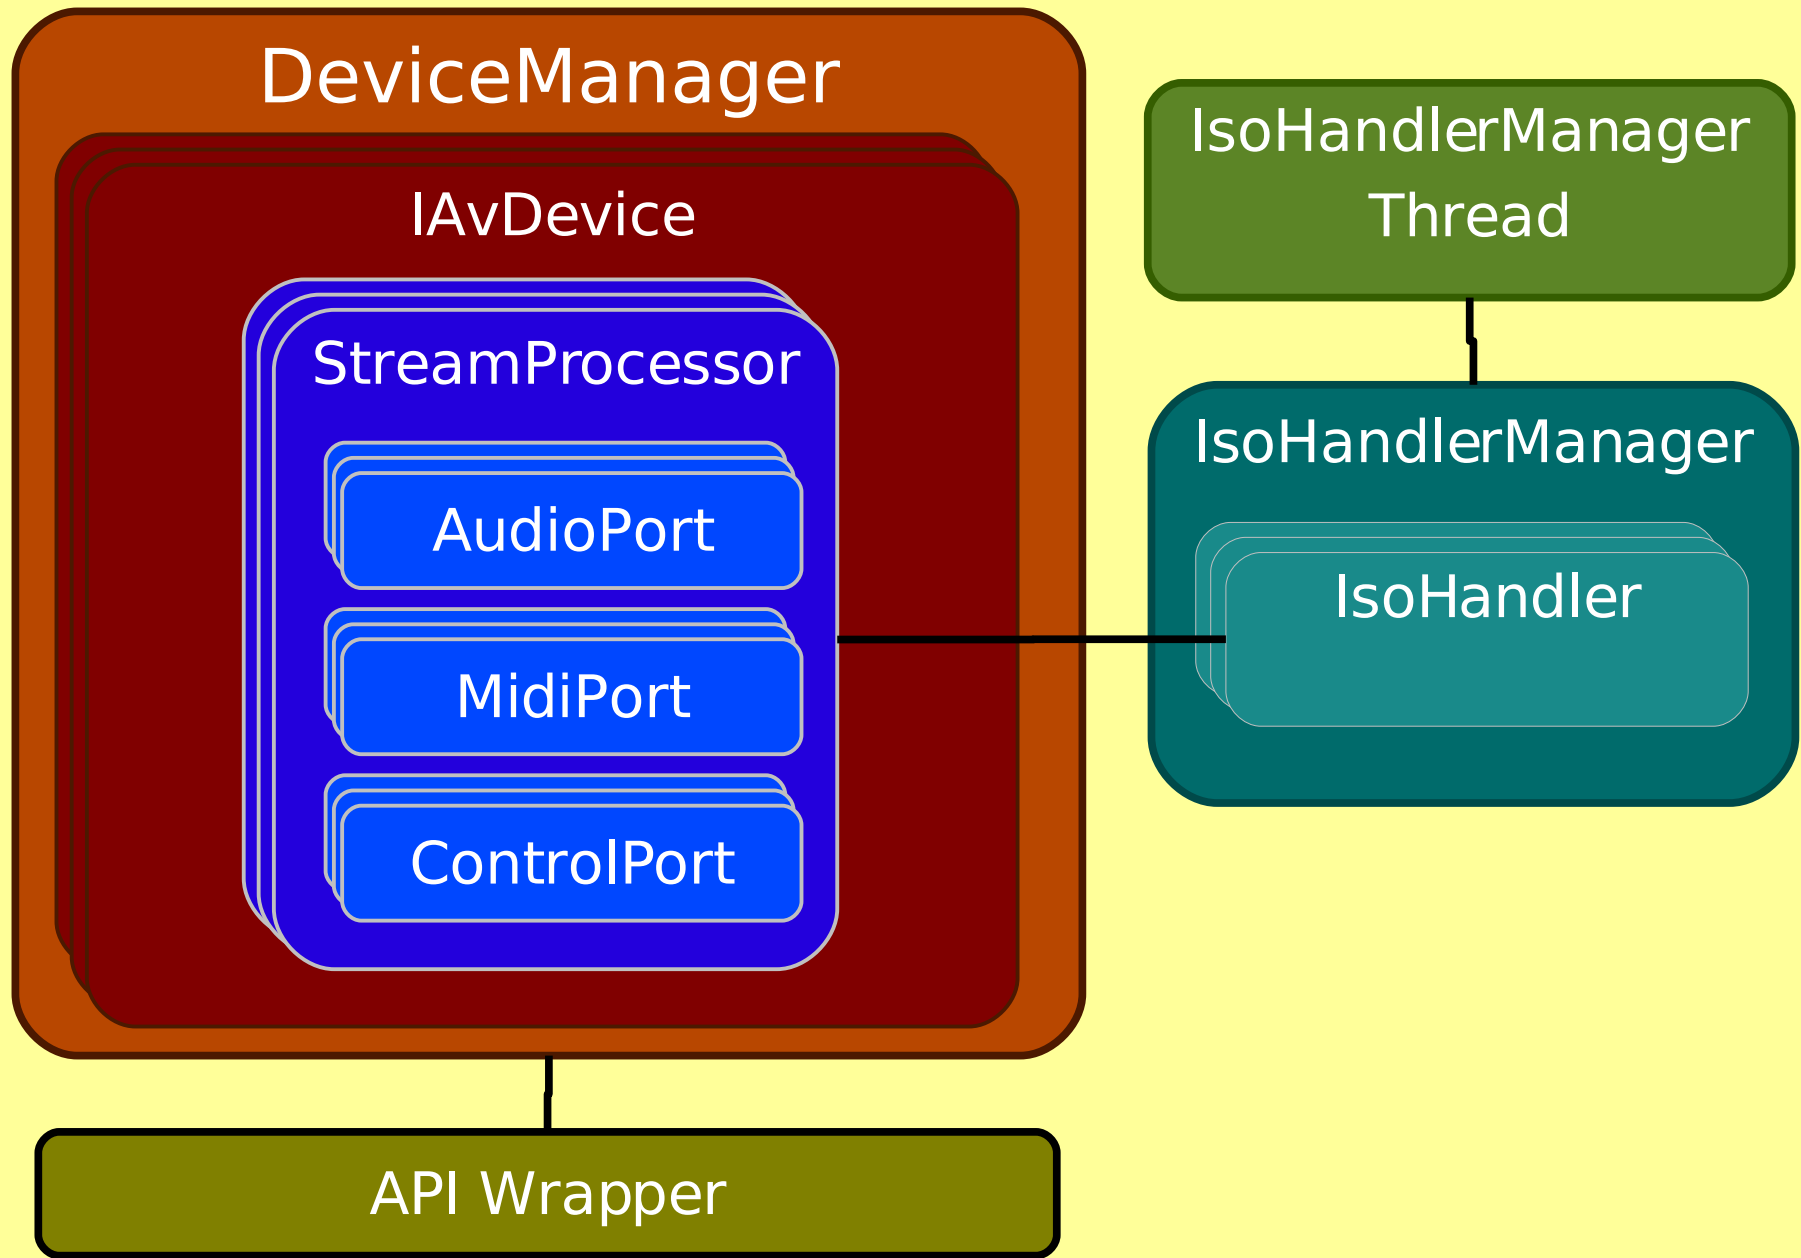 DeviceManager
IAvDevice
StreamProcessor
AudioPort
MidiPort
ControlPort
IsoHandlerManager
Thread
IsoHandlerManager
IsoHandler
API Wrapper